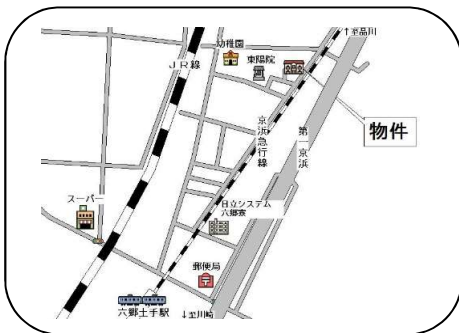 ↑至品川
幼稚園
東陽院
JR線
京浜急行線
第一京浜
物件
スーパー
日立システム
六郷寮
郵便局
六郷土手駅
↓至川崎